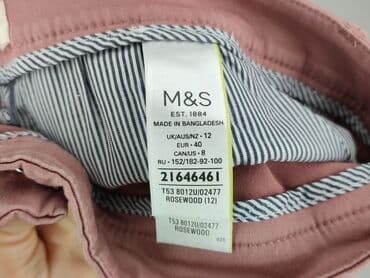 M&S
EST. 1884
MADE IN BANGLADESH
UK/AUS/NZ • 12
EUR • 40
CAN/US • 8
RU • 152/182-92-100
21646461
T53 8012U/02477
ROSEWOOD (12)
T53 8012U/02477
ROSEWOOD